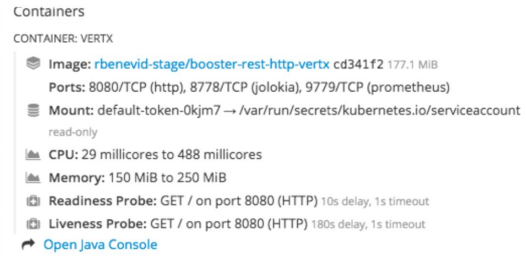 Containers
CONTAINER: VERTX
Image: rbenevid-stage/booster-rest-http-vertx cd341f2 177.1 MiB
Ports: 8080/TCP (http), 8778/TCP (jolokia), 9779/TCP (prometheus)
Mount: default-token-0kjm7 → /var/run/secrets/kubernetes.io/serviceaccount
read-only
CPU: 29 millicores to 488 millicores
Memory: 150 MiB to 250 MiB
Readiness Probe: GET / on port 8080 (HTTP) 10s delay, 1s timeout
Liveness Probe: GET / on port 8080 (HTTP) 180s delay, 1s timeout
Open Java Console